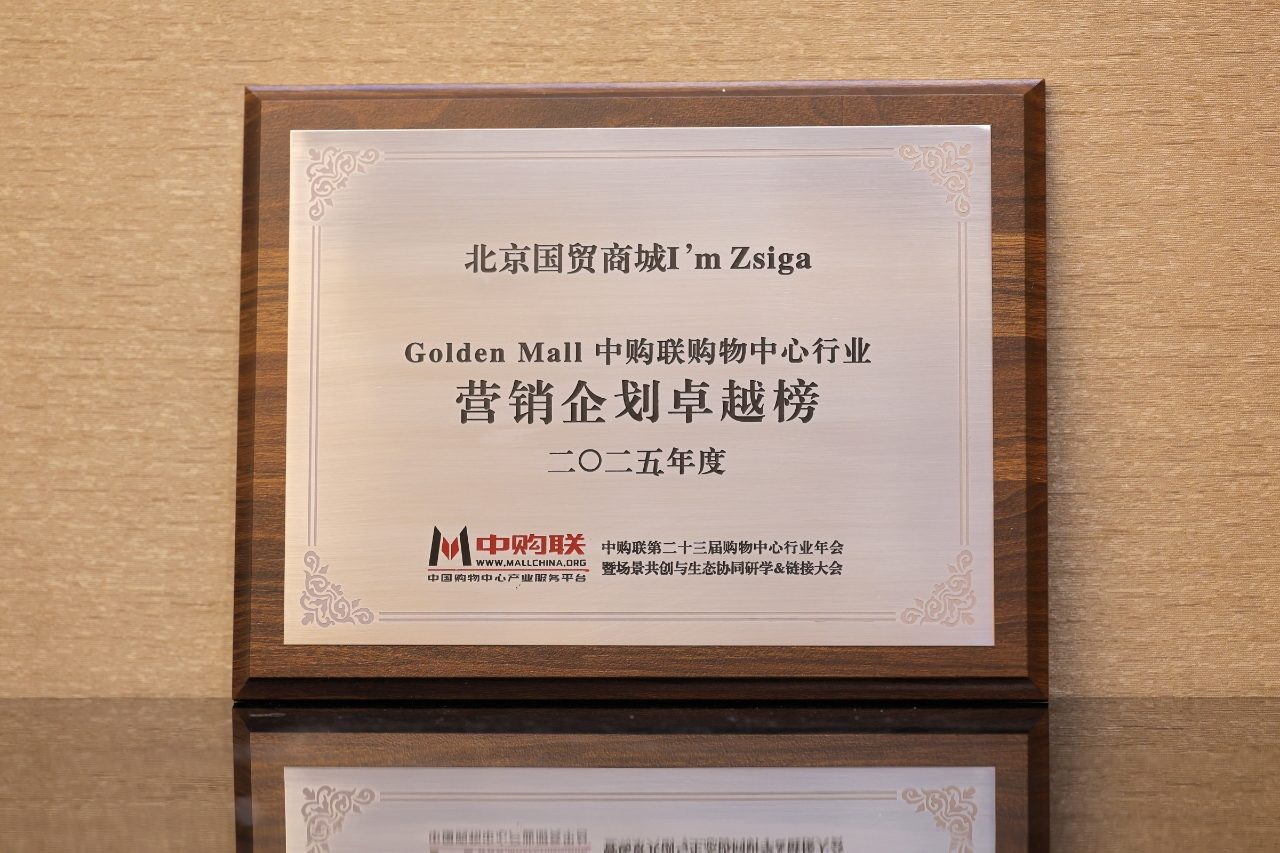 北京国贸商城I’m Zsiga
Golden Mall 中购联购物中心行业
营销企划卓越榜
二〇二五年度
中购联
WWW.MALLCHINA.ORG
中国购物中心产业服务平台
中购联第二十三届购物中心行业年会
暨场景共创与生态协同研学&链接大会